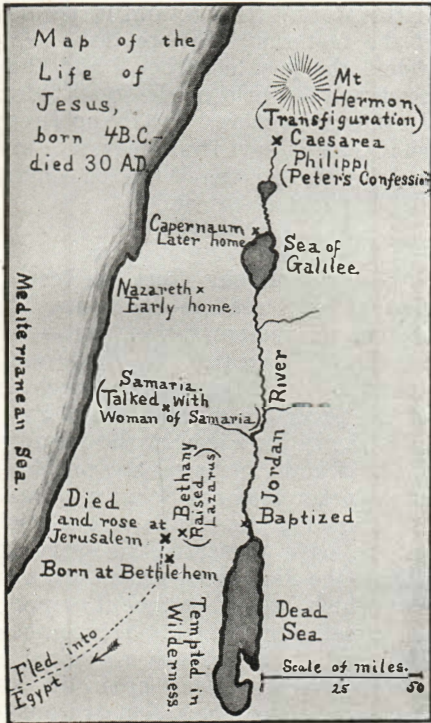 Map of the
Life of
Jesus,
born 4B.C.-
died 30 A.D.
Mt
Hermon
(Transfiguration)
Caesarea
Philippi
(Peter's Confessio
Capernaum
Later home
Sea of
Galilee
Nazareth
Early home.
Mediterranean Sea.
Samaria.
(Talked with
Woman of Samaria)
Jordan River
Bethany
(Raised
Lazarus)
Baptized
Died
and rose at
Jerusalem
Born at Bethlehem
Tempted in
Wilderness.
Dead
Sea
Fled into
Egypt
Scale of miles.
25 50